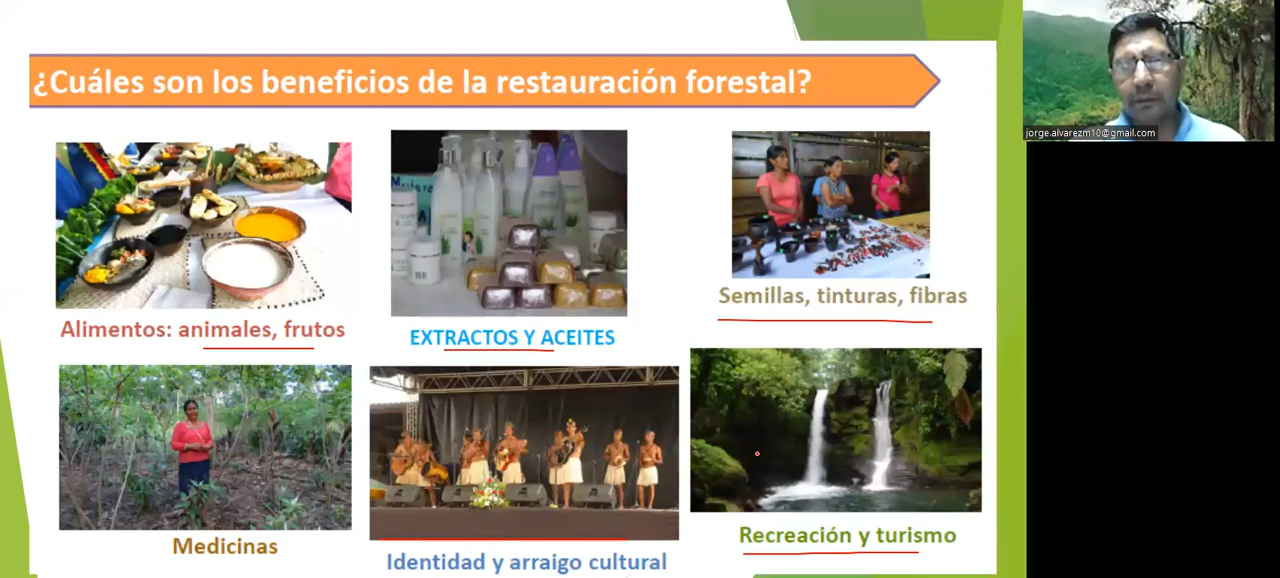 ¿Cuáles son los beneficios de la restauración forestal?
jorge.alvarezm10@gmail.com
Alimentos: animales, frutos
EXTRACTOS Y ACEITES
Semillas, tinturas, fibras
Medicinas
Identidad y arraigo cultural
Recreación y turismo